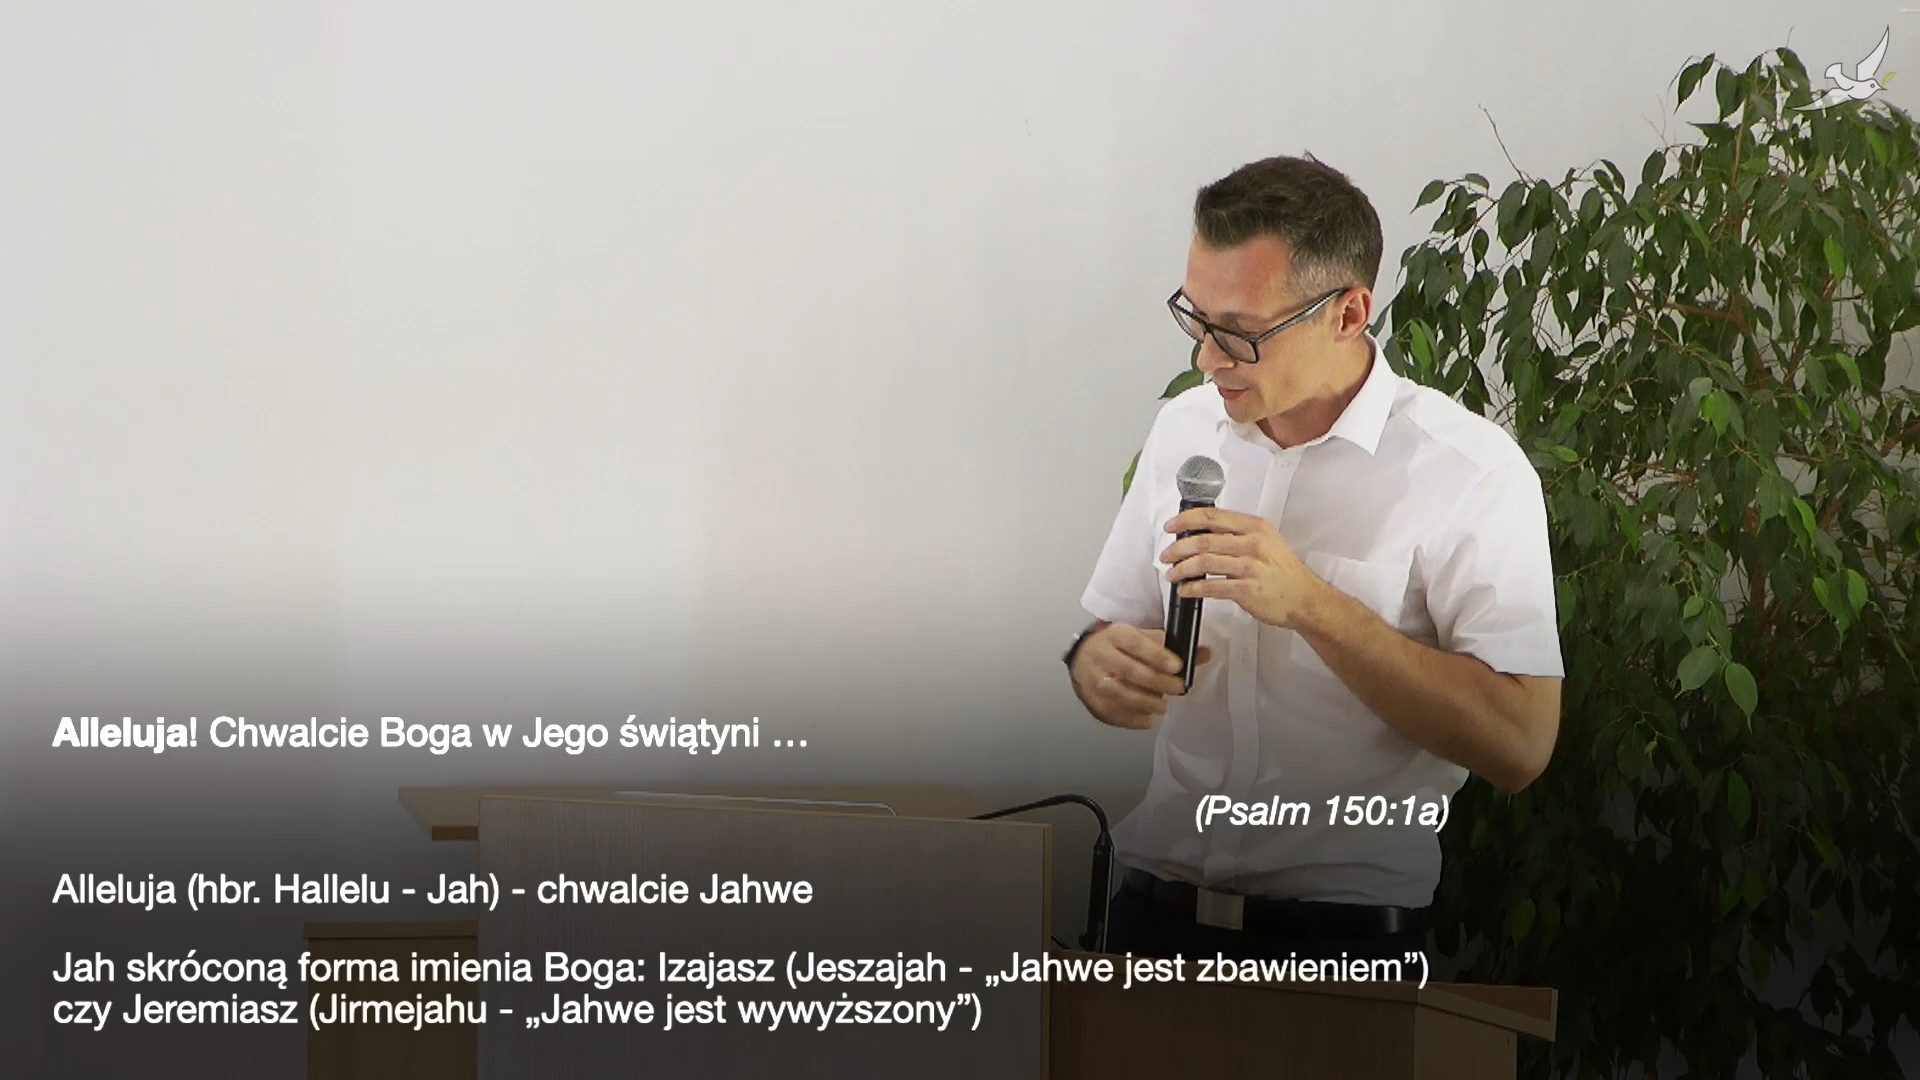 Alleluja! Chwalcie Boga w Jego świątyni …
(Psalm 150:1a)
Alleluja (hbr. Hallelu - Jah) - chwalcie Jahwe
Jah skróconą forma imienia Boga: Izajasz (Jeszajah - „Jahwe jest zbawieniem”)
czy Jeremiasz (Jirmejahu - „Jahwe jest wywyższony”)